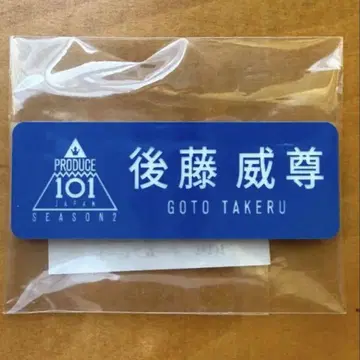 PRODUCE
101
JAPAN
SEASON2
後藤 威尊
GOTO TAKERU